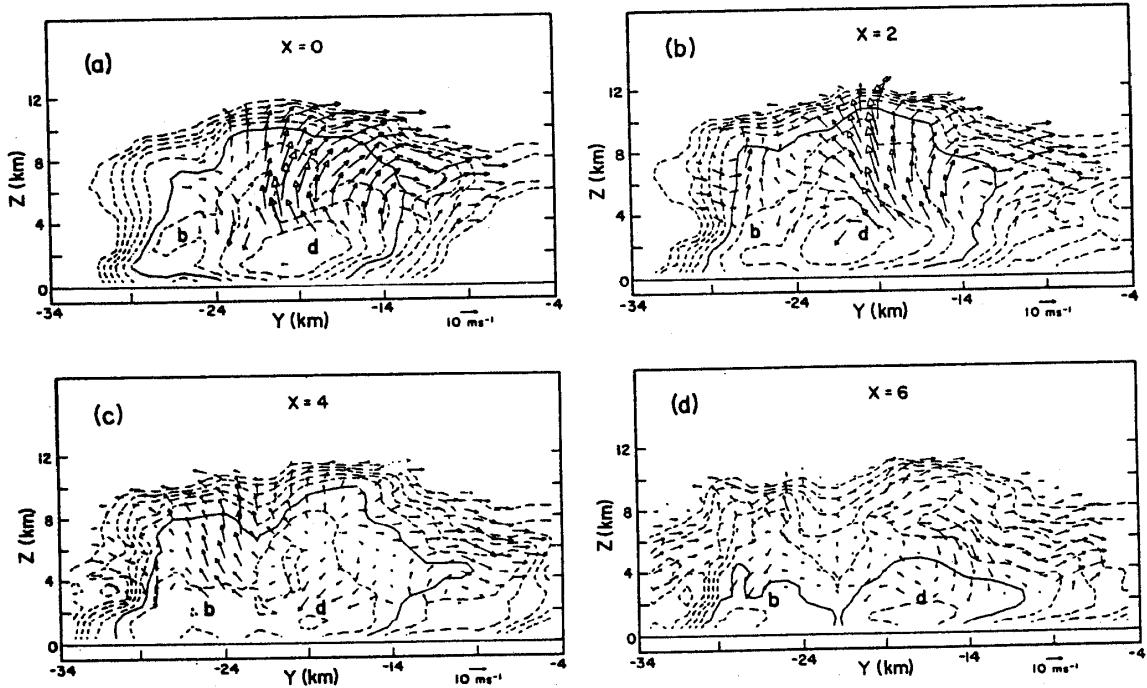 (a)
X = 0
Z (km)
12
8
4
0
b
d
-34
-24
-14
-4
Y (km)
10 ms⁻¹
(b)
X = 2
Z (km)
12
8
4
0
b
d
-34
-24
-14
-4
Y (km)
10 ms⁻¹
(c)
X = 4
Z (km)
12
8
4
0
b
d
-34
-24
-14
-4
Y (km)
10 ms⁻¹
(d)
X = 6
Z (km)
12
8
4
0
b
d
-34
-24
-14
-4
Y (km)
10 ms⁻¹